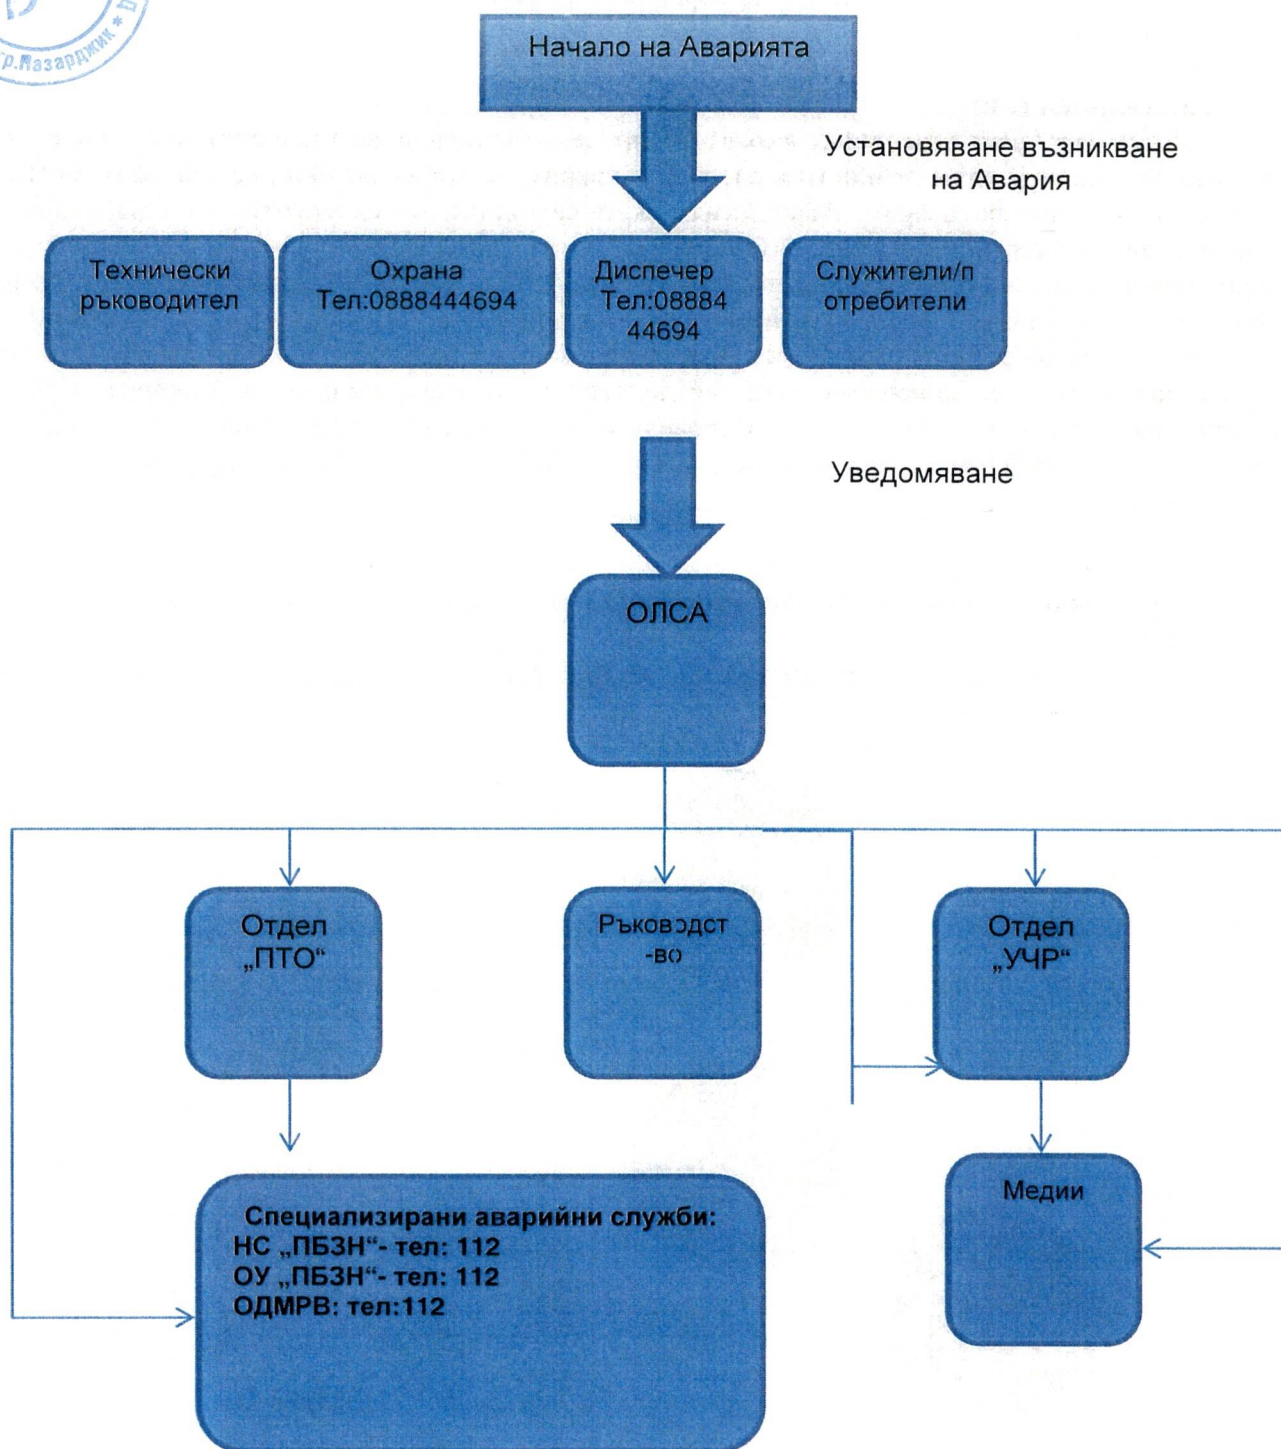 гр.Пазарджик *
Начало на Аварията
Установяване възникване
на Авария
Технически
ръководител
Охрана
Тел:0888444694
Диспечер
Тел:08884
44694
Служители/п
отребители
Уведомяване
ОЛСА
Отдел
„ПТО“
Ръководст
-во
Отдел
„УЧР“
Специализирани аварийни служби:
НС „ПБЗН“- тел: 112
ОУ „ПБЗН“- тел: 112
ОДМРВ: тел:112
Медии